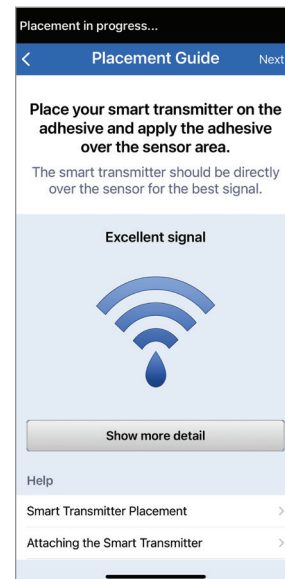 Placement in progress...
Placement Guide Next
Place your smart transmitter on the
adhesive and apply the adhesive
over the sensor area.
The smart transmitter should be directly
over the sensor for the best signal.
Excellent signal
Show more detail
Help
Smart Transmitter Placement
Attaching the Smart Transmitter